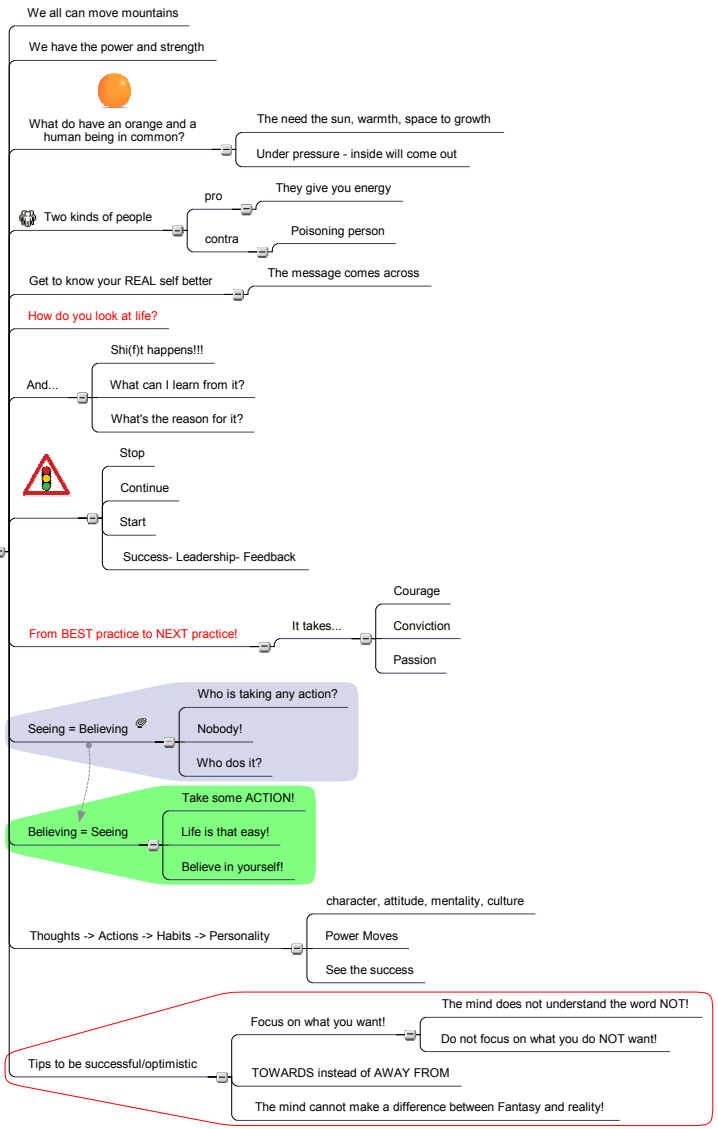 We all can move mountains
We have the power and strength
What do have an orange and a
human being in common?
The need the sun, warmth, space to growth
Under pressure - inside will come out
Two kinds of people
pro
They give you energy
contra
Poisoning person
Get to know your REAL self better
The message comes across
How do you look at life?
And...
Shi(f)t happens!!!
What can I learn from it?
What's the reason for it?
Stop
Continue
Start
Success- Leadership- Feedback
From BEST practice to NEXT practice!
It takes...
Courage
Conviction
Passion
Seeing = Believing
Who is taking any action?
Nobody!
Who dos it?
Believing = Seeing
Take some ACTION!
Life is that easy!
Believe in yourself!
Thoughts -> Actions -> Habits -> Personality
character, attitude, mentality, culture
Power Moves
See the success
Tips to be successful/optimistic
Focus on what you want!
The mind does not understand the word NOT!
Do not focus on what you do NOT want!
TOWARDS instead of AWAY FROM
The mind cannot make a difference between Fantasy and reality!